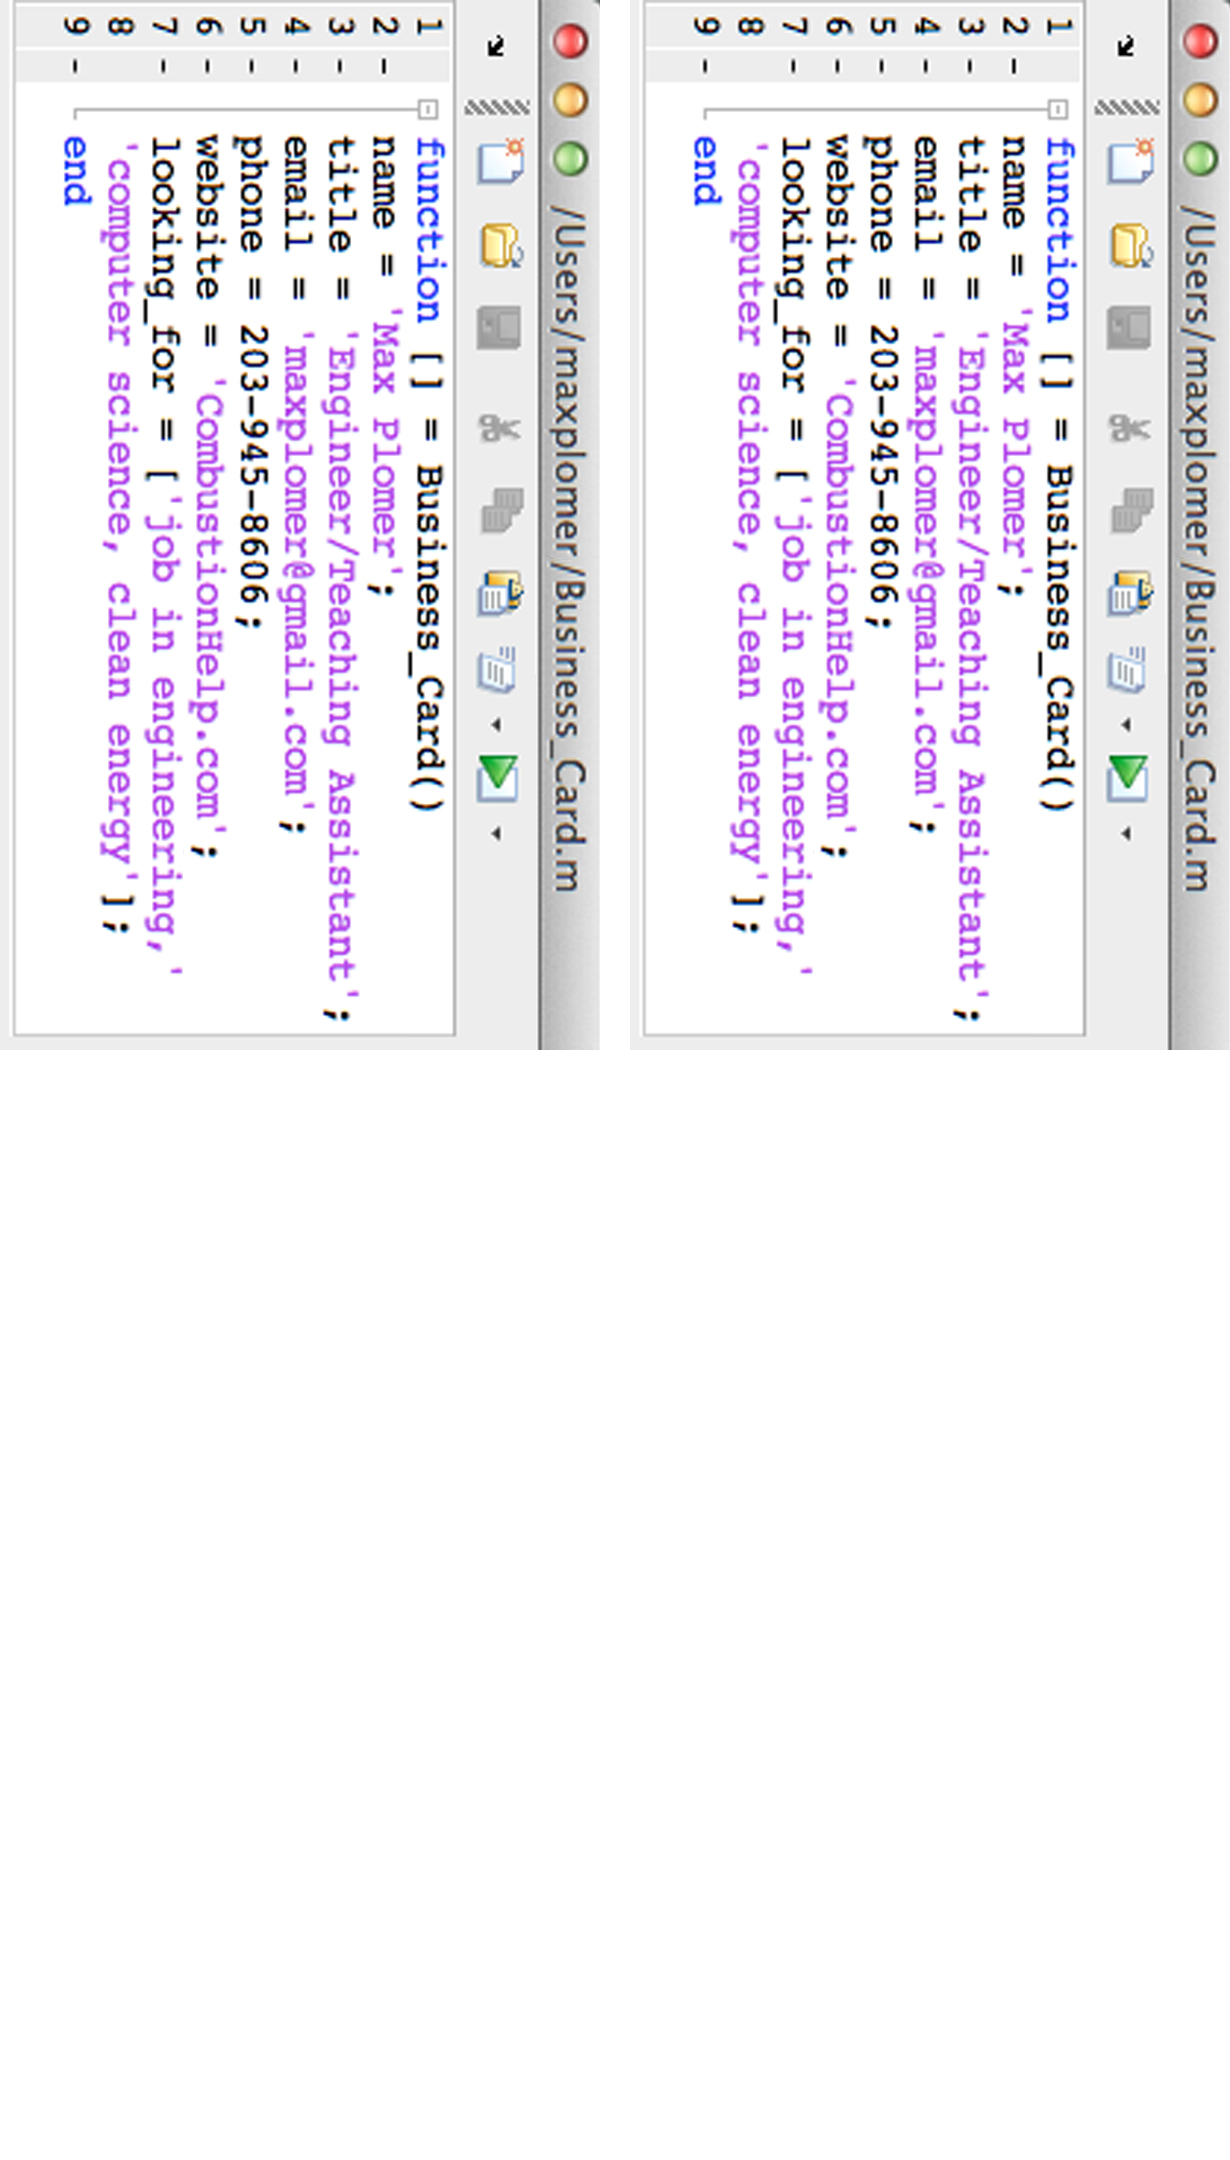 /Users/maxplomer/Business_Card.m
1 function [] = Business_Card()
2 - name = 'Max Plomer';
3 - title = 'Engineer/Teaching Assistant';
4 - email = 'maxplomer@gmail.com';
5 - phone = 203-945-8606;
6 - website = 'CombustionHelp.com';
7 - looking_for = ['job in engineering,'
8 'computer science, clean energy'];
9 - end
/Users/maxplomer/Business_Card.m
1 function [] = Business_Card()
2 - name = 'Max Plomer';
3 - title = 'Engineer/Teaching Assistant';
4 - email = 'maxplomer@gmail.com';
5 - phone = 203-945-8606;
6 - website = 'CombustionHelp.com';
7 - looking_for = ['job in engineering,'
8 'computer science, clean energy'];
9 - end